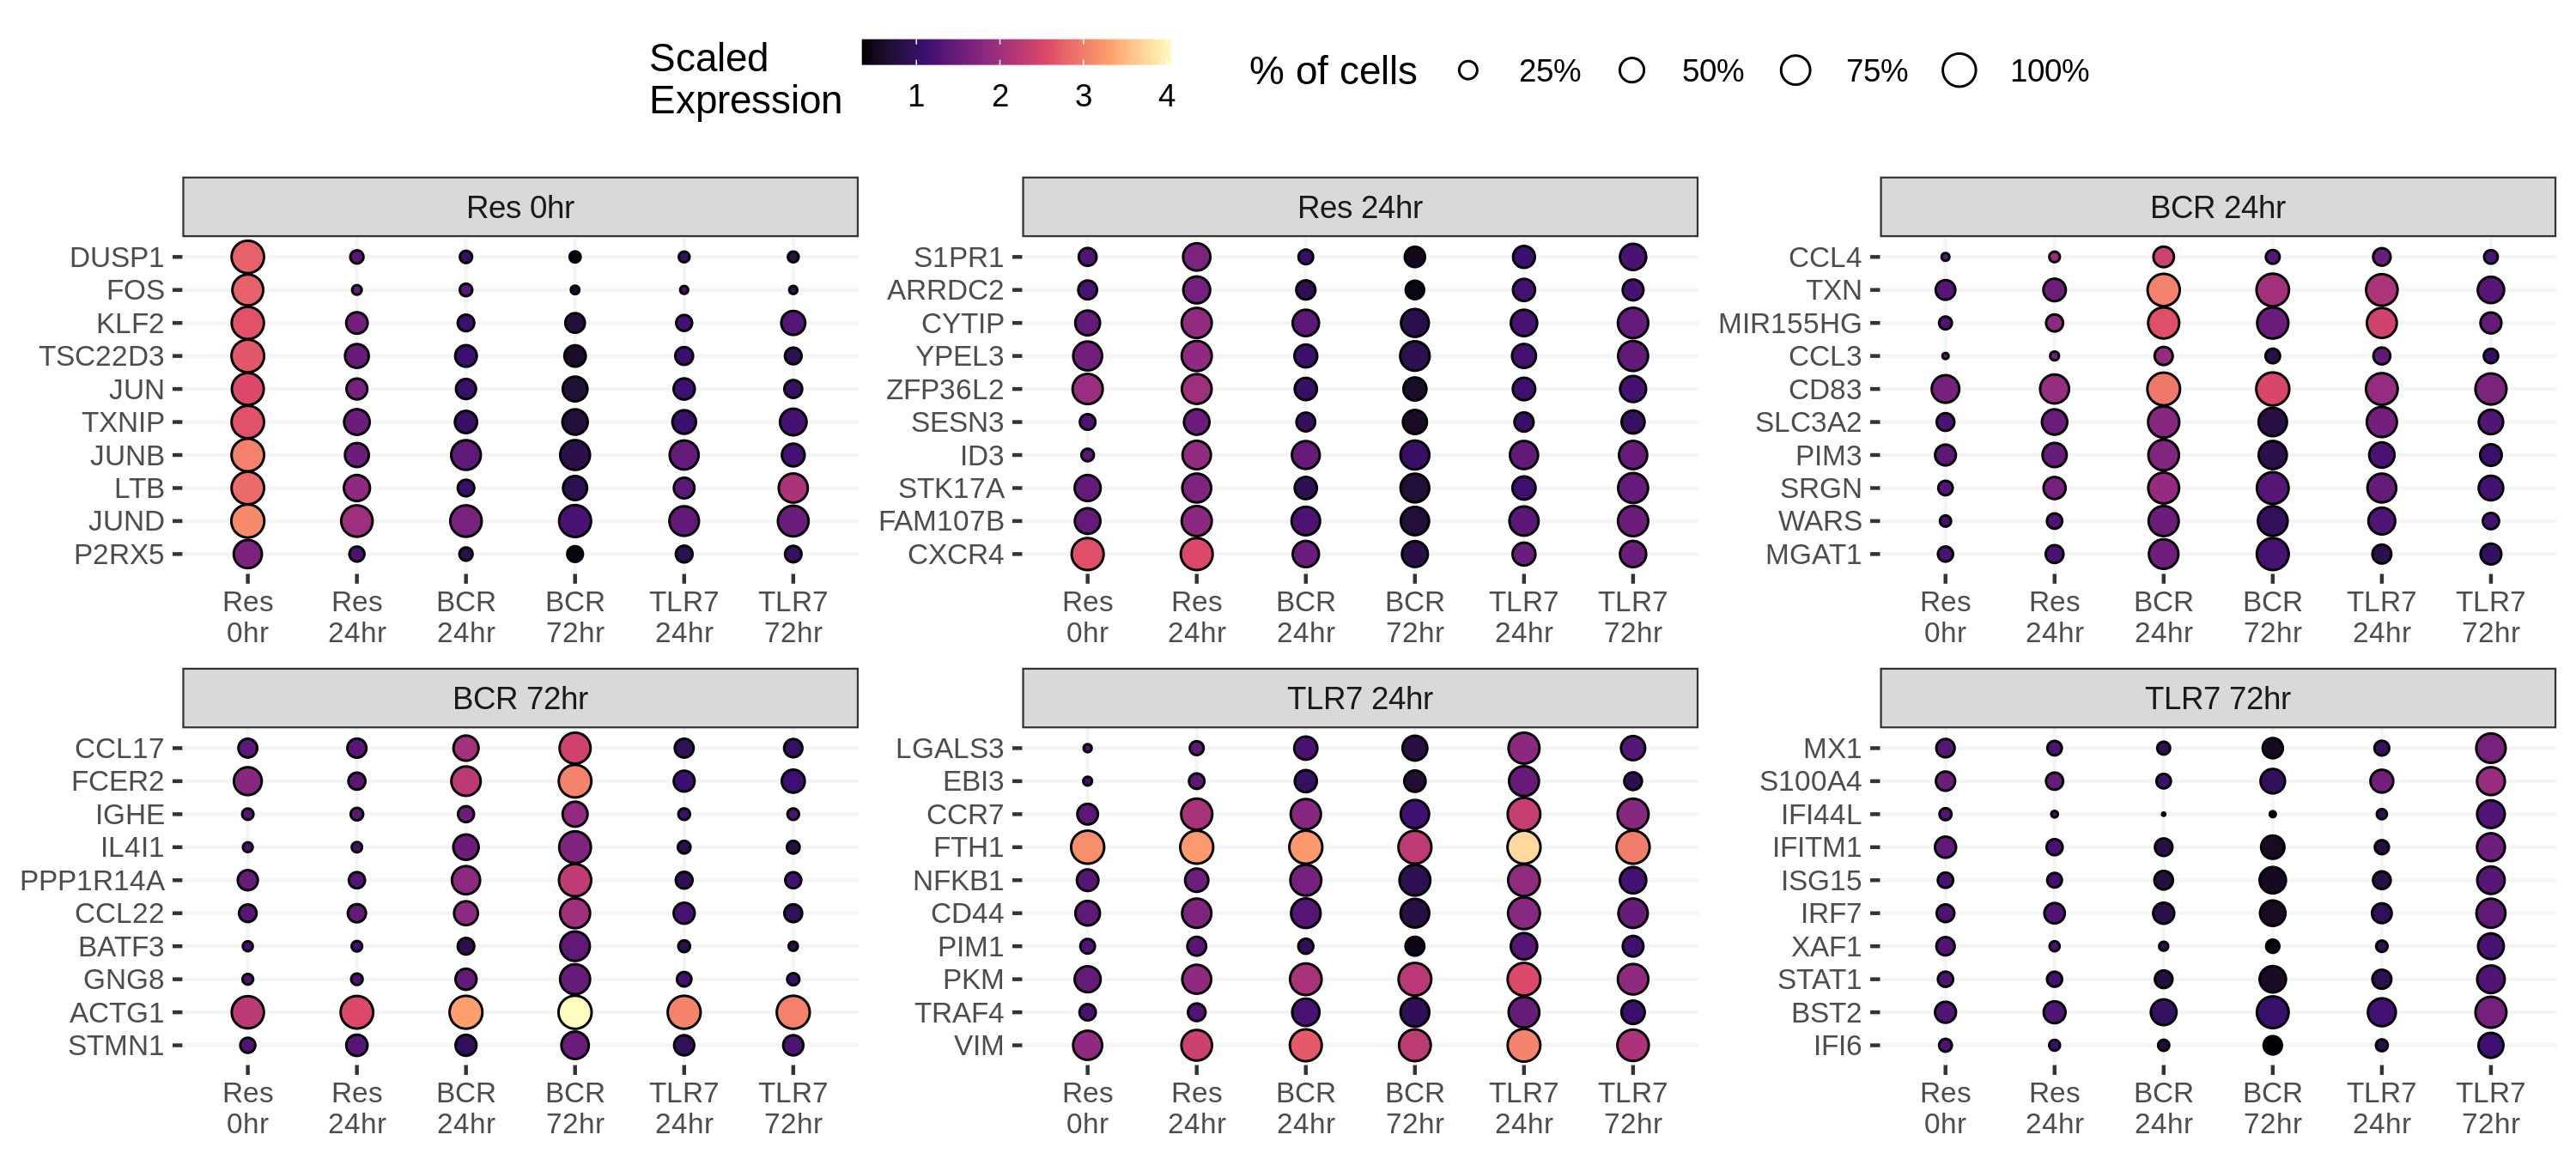 Scaled
Expression
1 2 3 4
% of cells 25% 50% 75% 100%
Res 0hr
DUSP1
FOS
KLF2
TSC22D3
JUN
TXNIP
JUNB
LTB
JUND
P2RX5
Res Res BCR BCR TLR7 TLR7
0hr 24hr 24hr 72hr 24hr 72hr
Res 24hr
S1PR1
ARRDC2
CYTIP
YPEL3
ZFP36L2
SESN3
ID3
STK17A
FAM107B
CXCR4
Res Res BCR BCR TLR7 TLR7
0hr 24hr 24hr 72hr 24hr 72hr
BCR 24hr
CCL4
TXN
MIR155HG
CCL3
CD83
SLC3A2
PIM3
SRGN
WARS
MGAT1
Res Res BCR BCR TLR7 TLR7
0hr 24hr 24hr 72hr 24hr 72hr
BCR 72hr
CCL17
FCER2
IGHE
IL4I1
PPP1R14A
CCL22
BATF3
GNG8
ACTG1
STMN1
Res Res BCR BCR TLR7 TLR7
0hr 24hr 24hr 72hr 24hr 72hr
TLR7 24hr
LGALS3
EBI3
CCR7
FTH1
NFKB1
CD44
PIM1
PKM
TRAF4
VIM
Res Res BCR BCR TLR7 TLR7
0hr 24hr 24hr 72hr 24hr 72hr
TLR7 72hr
MX1
S100A4
IFI44L
IFITM1
ISG15
IRF7
XAF1
STAT1
BST2
IFI6
Res Res BCR BCR TLR7 TLR7
0hr 24hr 24hr 72hr 24hr 72hr